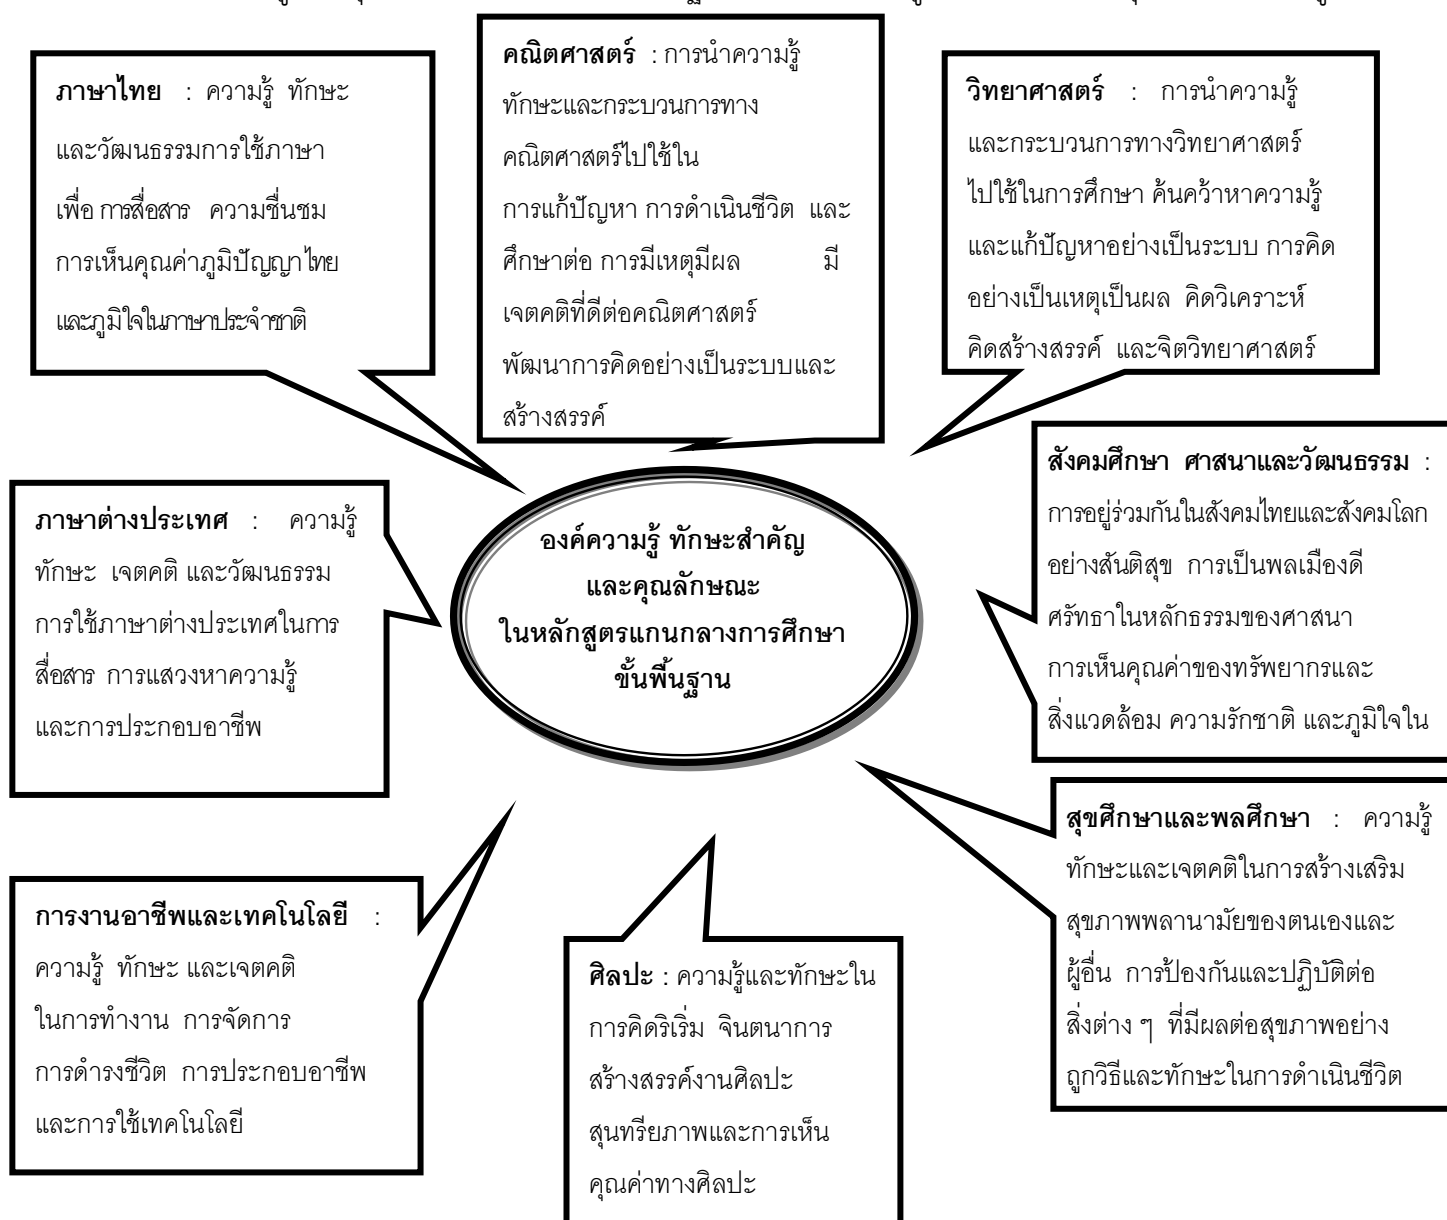 ภาษาไทย : ความรู้ ทักษะ
และวัฒนธรรมการใช้ภาษา
เพื่อ การสื่อสาร ความชื่นชม
การเห็นคุณค่าภูมิปัญญาไทย
และภูมิใจในภาษาประจำชาติ
คณิตศาสตร์ : การนำความรู้
ทักษะและกระบวนการทาง
คณิตศาสตร์ไปใช้ใน
การแก้ปัญหา การดำเนินชีวิต และ
ศึกษาต่อ การมีเหตุมีผล มี
เจตคติที่ดีต่อคณิตศาสตร์
พัฒนาการคิดอย่างเป็นระบบและ
สร้างสรรค์
วิทยาศาสตร์ : การนำความรู้
และกระบวนการทางวิทยาศาสตร์
ไปใช้ในการศึกษา ค้นคว้าหาความรู้
และแก้ปัญหาอย่างเป็นระบบ การคิด
อย่างเป็นเหตุเป็นผล คิดวิเคราะห์
คิดสร้างสรรค์ และจิตวิทยาศาสตร์
ภาษาต่างประเทศ : ความรู้
ทักษะ เจตคติ และวัฒนธรรม
การใช้ภาษาต่างประเทศในการ
สื่อสาร การแสวงหาความรู้
และการประกอบอาชีพ
องค์ความรู้ ทักษะสำคัญ
และคุณลักษณะ
ในหลักสูตรแกนกลางการศึกษา
ขั้นพื้นฐาน
สังคมศึกษา ศาสนาและวัฒนธรรม :
การอยู่ร่วมกันในสังคมไทยและสังคมโลก
อย่างสันติสุข การเป็นพลเมืองดี
ศรัทธาในหลักธรรมของศาสนา
การเห็นคุณค่าของทรัพยากรและ
สิ่งแวดล้อม ความรักชาติ และภูมิใจใน
การงานอาชีพและเทคโนโลยี :
ความรู้ ทักษะ และเจตคติ
ในการทำงาน การจัดการ
การดำรงชีวิต การประกอบอาชีพ
และการใช้เทคโนโลยี
ศิลปะ : ความรู้และทักษะใน
การคิดริเริ่ม จินตนาการ
สร้างสรรค์งานศิลปะ
สุนทรียภาพและการเห็น
คุณค่าทางศิลปะ
สุขศึกษาและพลศึกษา : ความรู้
ทักษะและเจตคติในการสร้างเสริม
สุขภาพพลานามัยของตนเองและ
ผู้อื่น การป้องกันและปฏิบัติต่อ
สิ่งต่าง ๆ ที่มีผลต่อสุขภาพอย่าง
ถูกวิธีและทักษะในการดำเนินชีวิต